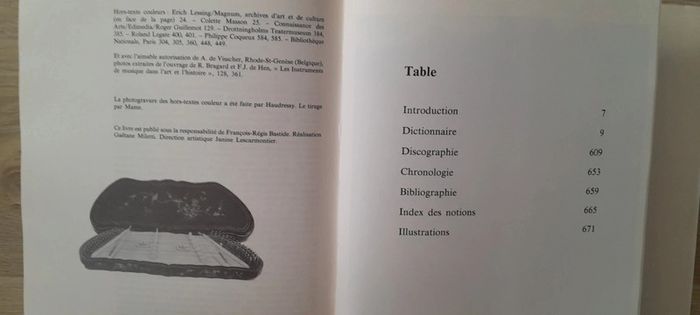 Hors-texte couleurs : Erich Lessing/Magnum, archives d'art et de culture
(en face de la page) 24. – Colette Masson 25. – Connaissance des
Arts/Edimedia/Roger Guillemot 129. – Drottningholms Teatermuseum 384,
385. – Roland Legate 400, 401. – Philippe Coqueux 584, 585. – Bibliothèque
Nationale, Paris 304, 305, 360, 448, 449.
Et avec l'aimable autorisation de A. de Visscher, Rhode-St-Genèse (Belgique),
photos extraites de l'ouvrage de R. Bragard et F.J. de Hen, « Les Instruments
de musique dans l'art et l'histoire », 128, 361.
La photogravure des hors-textes couleur a été faite par Haudressy. Le tirage
par Mame.
Ce livre est publié sous la responsabilité de François-Régis Bastide. Réalisation
Gaëtane Miletti. Direction artistique Janine Lescarmontier.
Table
Introduction 7
Dictionnaire 9
Discographie 609
Chronologie 653
Bibliographie 659
Index des notions 665
Illustrations 671